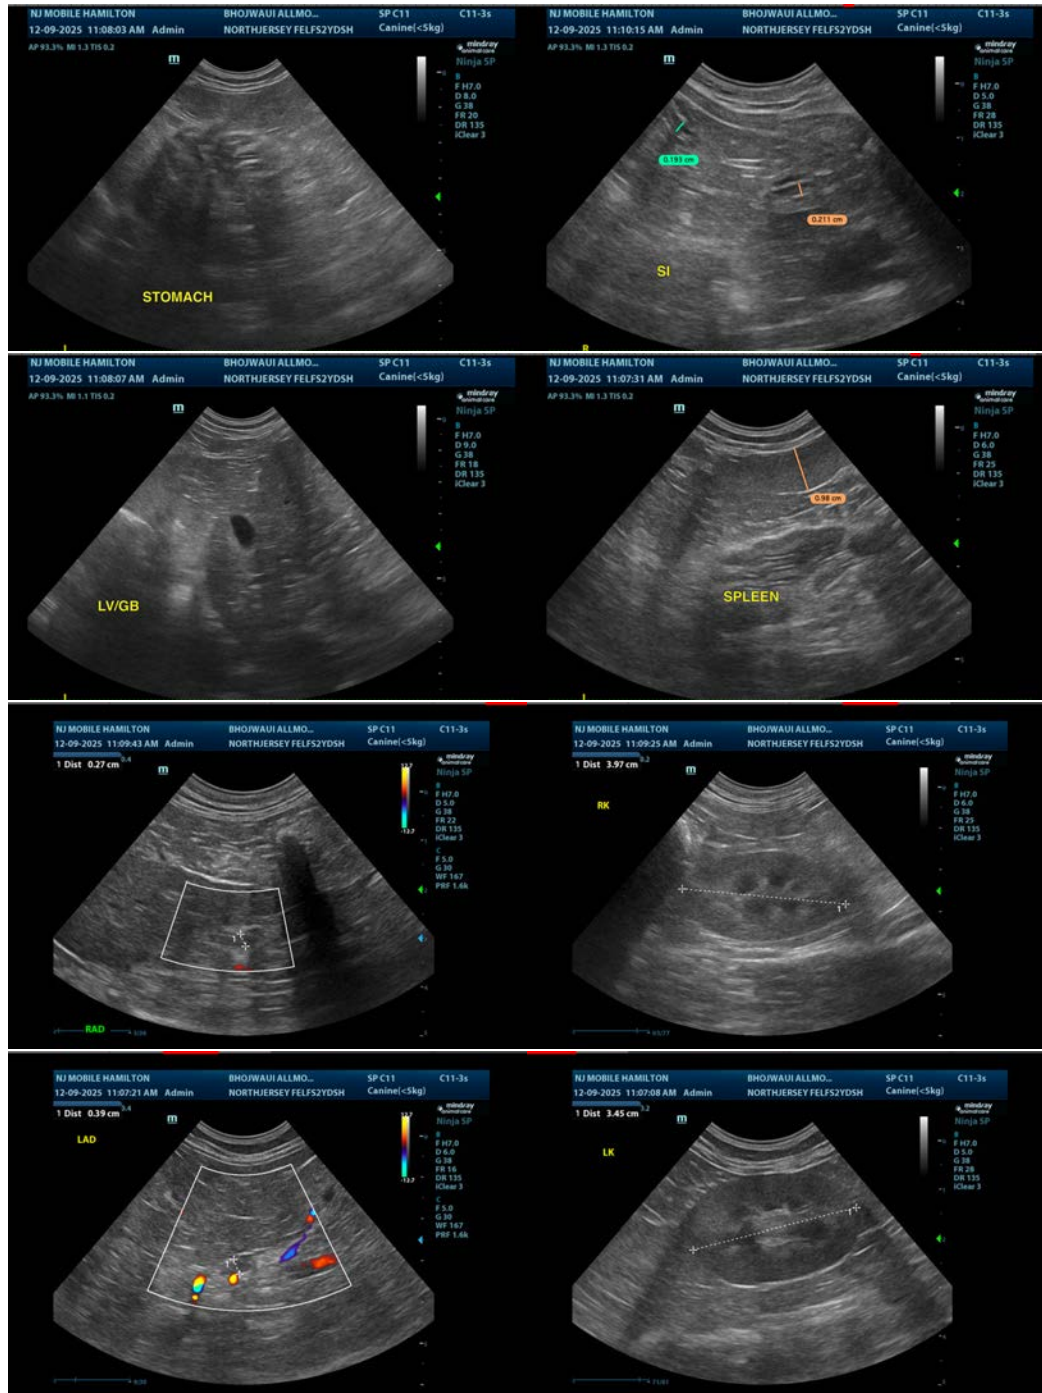 NJ MOBILE HAMILTON BHOJWAUI ALLMO... SP C11 C11-3s
12-09-2025 11:08:03 AM Admin NORTHJERSEY FELFS2YDSH Canine(<5kg)
AP 93.3% MI 1.3 TIS 0.2
mindray
animalcare
Ninja SP
B
F H7.0
D 8.0
G 38
FR 20
DR 135
iClear 3
STOMACH
NJ MOBILE HAMILTON BHOJWAUI ALLMO... SP C11 C11-3s
12-09-2025 11:10:15 AM Admin NORTHJERSEY FELFS2YDSH Canine(<5kg)
AP 93.3% MI 1.3 TIS 0.2
mindray
animalcare
Ninja SP
B
F H7.0
D 5.0
G 38
FR 28
DR 135
iClear 3
0.193 cm
0.211 cm
SI
R
NJ MOBILE HAMILTON BHOJWAUI ALLMO... SP C11 C11-3s
12-09-2025 11:08:07 AM Admin NORTHJERSEY FELFS2YDSH Canine(<5kg)
AP 93.3% MI 1.1 TIS 0.2
mindray
animalcare
Ninja SP
B
F H7.0
D 9.0
G 38
FR 18
DR 135
iClear 3
LV/GB
NJ MOBILE HAMILTON BHOJWAUI ALLMO... SP C11 C11-3s
12-09-2025 11:07:31 AM Admin NORTHJERSEY FELFS2YDSH Canine(<5kg)
AP 93.3% MI 1.3 TIS 0.2
mindray
animalcare
Ninja SP
B
F H7.0
D 6.0
G 38
FR 25
DR 135
iClear 3
0.98 cm
SPLEEN
NJ MOBILE HAMILTON BHOJWAUI ALLMO... SP C11 C11-3s
12-09-2025 11:09:43 AM Admin NORTHJERSEY FELFS2YDSH Canine(<5kg)
1 Dist 0.27 cm
mindray
animalcare
Ninja SP
12.7
-12.7
B
F H7.0
D 5.0
G 38
FR 22
DR 135
iClear 3
C
F 5.0
G 30
WF 167
PRF 1.6k
1
RAD
NJ MOBILE HAMILTON BHOJWAUI ALLMO... SP C11 C11-3s
12-09-2025 11:09:25 AM Admin NORTHJERSEY FELFS2YDSH Canine(<5kg)
1 Dist 3.97 cm
mindray
animalcare
Ninja SP
RK
B
F H7.0
D 6.0
G 38
FR 25
DR 135
iClear 3
1
NJ MOBILE HAMILTON BHOJWAUI ALLMO... SP C11 C11-3s
12-09-2025 11:07:21 AM Admin NORTHJERSEY FELFS2YDSH Canine(<5kg)
1 Dist 0.39 cm
mindray
animalcare
Ninja SP
LAD
B
F H7.0
D 6.0
G 38
FR 16
DR 135
iClear 3
C
F 5.0
G 30
WF 167
PRF 1.6k
1
NJ MOBILE HAMILTON BHOJWAUI ALLMO... SP C11 C11-3s
12-09-2025 11:07:08 AM Admin NORTHJERSEY FELFS2YDSH Canine(<5kg)
1 Dist 3.45 cm
mindray
animalcare
Ninja SP
LK
B
F H7.0
D 5.0
G 38
FR 28
DR 135
iClear 3
1